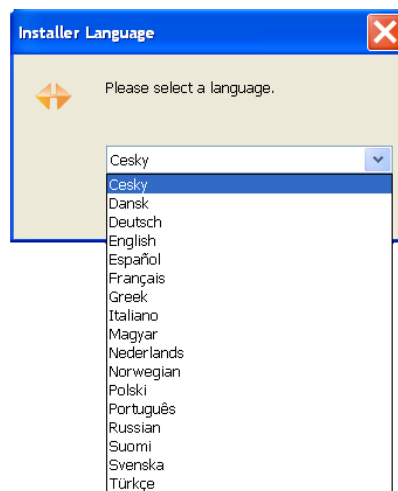 Installer Language
Please select a language.
Cesky
Cesky
Dansk
Deutsch
English
Español
Français
Greek
Italiano
Magyar
Nederlands
Norwegian
Polski
Português
Russian
Suomi
Svenska
Türkçe